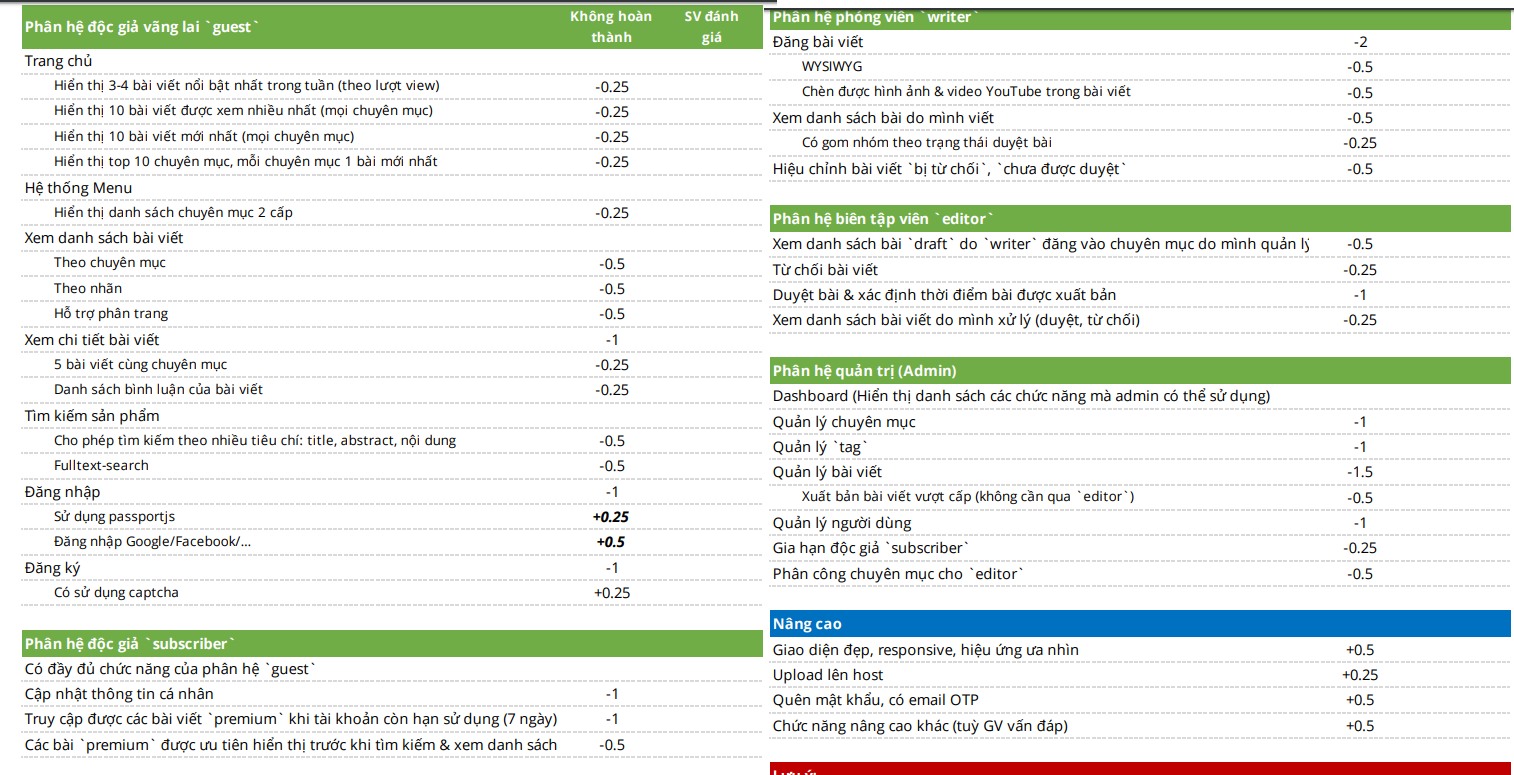 Phân hệ độc giả vãng lai `guest` Không hoàn thành SV đánh giá
Trang chủ
Hiển thị 3-4 bài viết nổi bật nhất trong tuần (theo lượt view) -0.25
Hiển thị 10 bài viết được xem nhiều nhất (mọi chuyên mục) -0.25
Hiển thị 10 bài viết mới nhất (mọi chuyên mục) -0.25
Hiển thị top 10 chuyên mục, mỗi chuyên mục 1 bài mới nhất -0.25
Hệ thống Menu
Hiển thị danh sách chuyên mục 2 cấp -0.25
Xem danh sách bài viết
Theo chuyên mục -0.5
Theo nhãn -0.5
Hỗ trợ phân trang -0.5
Xem chi tiết bài viết -1
5 bài viết cùng chuyên mục -0.25
Danh sách bình luận của bài viết -0.25
Tìm kiếm sản phẩm
Cho phép tìm kiếm theo nhiều tiêu chí: title, abstract, nội dung -0.5
Fulltext-search -0.5
Đăng nhập -1
Sử dụng passportjs +0.25
Đăng nhập Google/Facebook/... +0.5
Đăng ký -1
Có sử dụng captcha +0.25
Phân hệ độc giả `subscriber`
Có đầy đủ chức năng của phân hệ `guest`
Cập nhật thông tin cá nhân -1
Truy cập được các bài viết `premium` khi tài khoản còn hạn sử dụng (7 ngày) -1
Các bài `premium` được ưu tiên hiển thị trước khi tìm kiếm & xem danh sách -0.5
Phân hệ phóng viên `writer`
Đăng bài viết -2
WYSIWYG -0.5
Chèn được hình ảnh & video YouTube trong bài viết -0.5
Xem danh sách bài do mình viết -0.5
Có gom nhóm theo trạng thái duyệt bài -0.25
Hiệu chỉnh bài viết `bị từ chối`, `chưa được duyệt` -0.5
Phân hệ biên tập viên `editor`
Xem danh sách bài `draft` do `writer` đăng vào chuyên mục do mình quản lý -0.5
Từ chối bài viết -0.25
Duyệt bài & xác định thời điểm bài được xuất bản -1
Xem danh sách bài viết do mình xử lý (duyệt, từ chối) -0.25
Phân hệ quản trị (Admin)
Dashboard (Hiển thị danh sách các chức năng mà admin có thể sử dụng)
Quản lý chuyên mục -1
Quản lý `tag` -1
Quản lý bài viết -1.5
Xuất bản bài viết vượt cấp (không cần qua `editor`) -0.5
Quản lý người dùng -1
Gia hạn độc giả `subscriber` -0.25
Phân công chuyên mục cho `editor` -0.5
Nâng cao
Giao diện đẹp, responsive, hiệu ứng ưa nhìn +0.5
Upload lên host +0.25
Quên mật khẩu, có email OTP +0.5
Chức năng nâng cao khác (tuỳ GV vấn đáp) +0.5